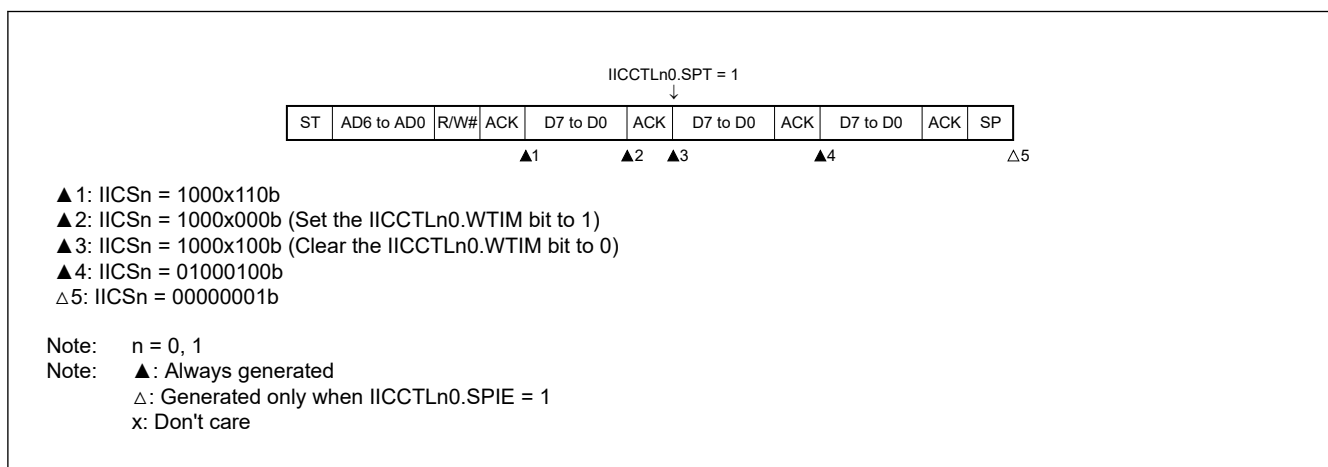 IICCTLn0.SPT = 1
↓
ST AD6 to AD0 R/W# ACK D7 to D0 ACK D7 to D0 ACK D7 to D0 ACK SP
▲1 ▲2 ▲3 ▲4 △5
▲1: IICSn = 1000x110b
▲2: IICSn = 1000x000b (Set the IICCTLn0.WTIM bit to 1)
▲3: IICSn = 1000x100b (Clear the IICCTLn0.WTIM bit to 0)
▲4: IICSn = 01000100b
△5: IICSn = 00000001b
Note: n = 0, 1
Note: ▲: Always generated
△: Generated only when IICCTLn0.SPIE = 1
x: Don't care